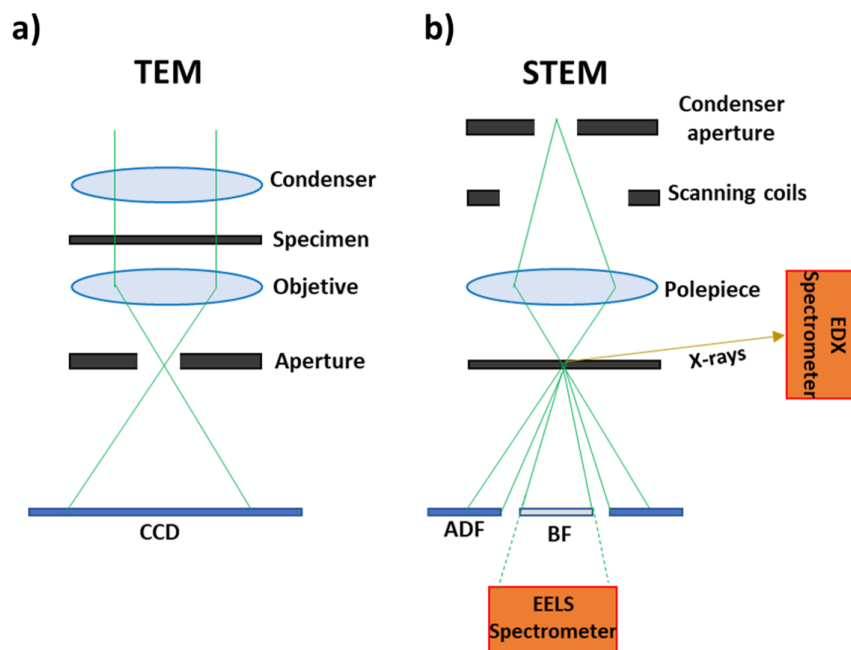 a)
TEM
Condenser
Specimen
Objetive
Aperture
CCD
b)
STEM
Condenser
aperture
Scanning coils
Polepiece
X-rays
EDX
Spectrometer
ADF
BF
EELS
Spectrometer